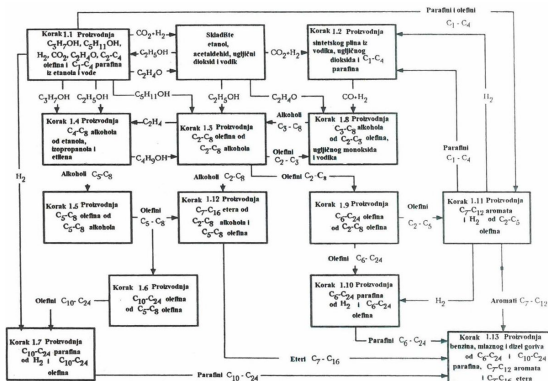 Parafini i olefini
C1 - C4
Korak 1.1 Proizvodnja
C3H7OH, C5H11OH,
H2, CO2, C2H4O, C2-C4
olefina i C1-C4 parafina
iz etanola i vode
CO2+H2
C2H5OH
C2H4O
Skladište
etanol, acetaldehid, ugljični
dioksid i vodik
CO2+H2
Korak 1.2 Proizvodnja
sintetskog plina iz
vodika, ugljičnog
dioksida i C1-C4
parafina
H2
C3H7OH
C2H5OH
C5H11OH
C2H5OH
C2H4O
CO+H2
Korak 1.4 Proizvodnja
C4-C8 alkohola
od etanola,
izopropanola i
etilena
C2H4
C4H9OH
Korak 1.3 Proizvodnja
C2-C8 olefina od
C2-C8 alkohola
Alkoholi
C3 - C8
Olefini
C2 - C3
Korak 1.8 Proizvodnja
C3-C8 alkohola
od C2-C3 olefina,
ugljičnog monoksida
i vodika
Parafini
C1 - C4
H2
Alkoholi C5-C8
Alkoholi C2-C8
Olefini C2 - C8
Korak 1.5 Proizvodnja
C5-C8 olefina od
C5-C8 alkohola
Olefini
C5 - C8
Korak 1.12 Proizvodnja
C7-C16 etera od
C2-C8 alkohola i
C5-C8 olefina
Korak 1.9 Proizvodnja
C6-C24 olefina
od C2-C8 olefina
Olefini
C2 - C5
Korak 1.11 Proizvodnja
C7-C12 aromata
i H2 od C2-C5
olefina
Olefini
C6 - C24
Korak 1.6 Proizvodnja
C10-C24 olefina
od C5-C8 olefina
Korak 1.10 Proizvodnja
C6-C24 parafina
od H2 i C6-C24
olefina
H2
Olefini C10- C24
Aromati C7 - C12
Korak 1.7 Proizvodnja
C10-C24 parafina
od H2 i C10-C24
olefina
Parafini C6 - C24
Eteri C7 - C16
Parafini C10 - C24
Korak 1.13 Proizvodnja
benzina, mlaznog i dizel goriva
od C6-C24 i C10-C24
parafina, C7-C12 aromata
i C7-C16 etera